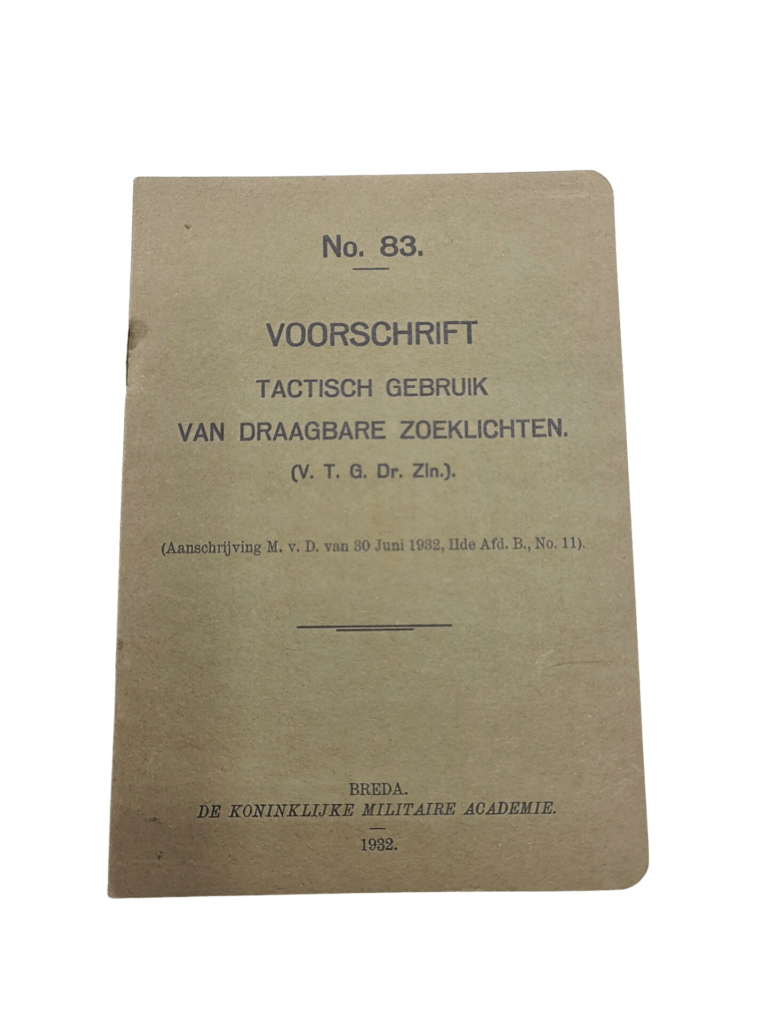 No. 83.
VOORSCHRIFT
TACTISCH GEBRUIK
VAN DRAAGBARE ZOEKLICHTEN.
(V. T. G. Dr. Zln.).
(Aanschrijving M. v. D. van 30 Juni 1932, IIde Afd. B., No. 11).
BREDA.
DE KONINKLIJKE MILITAIRE ACADEMIE.
1932.